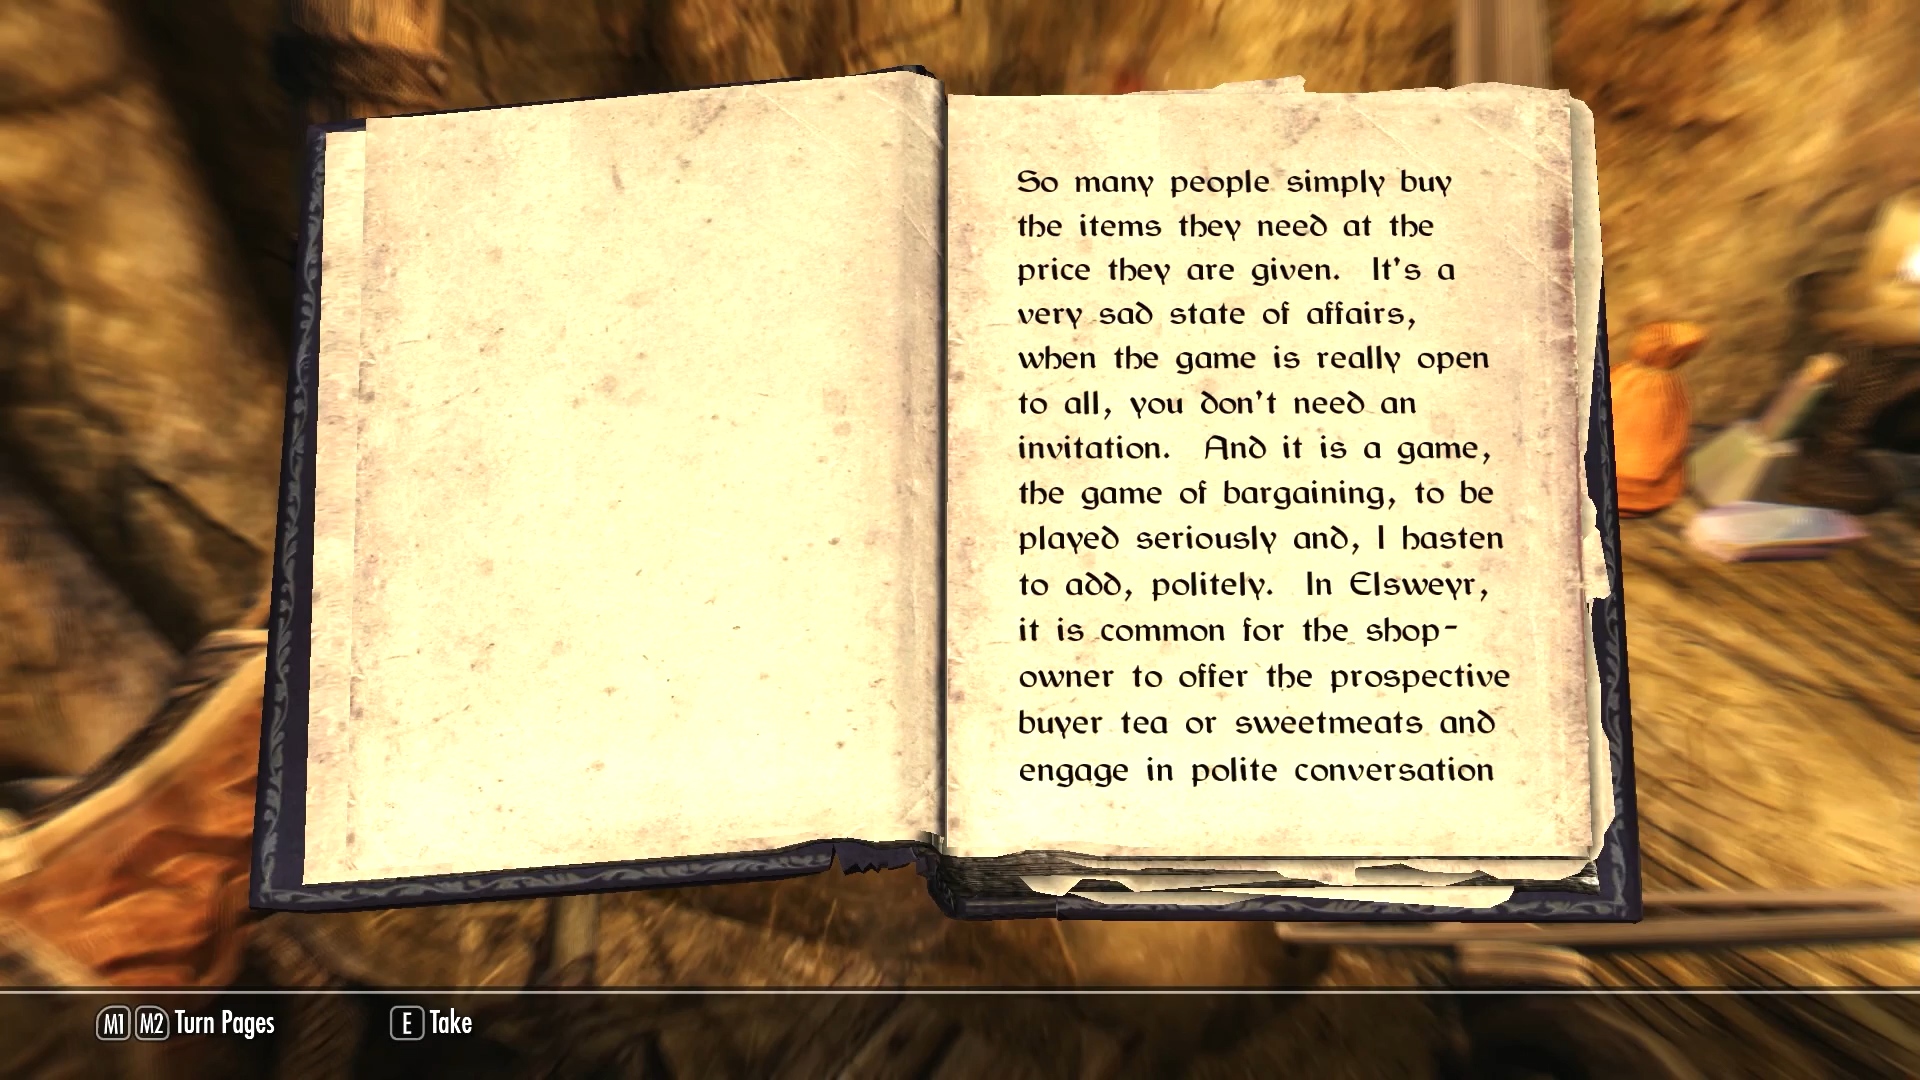 So many people simply buy
the items they need at the
price they are given.  It's a
very sad state of affairs,
when the game is really open
to all, you don't need an
invitation.  And it is a game,
the game of bargaining, to be
played seriously and, I hasten
to add, politely.  In Elsweyr,
it is common for the shop-
owner to offer the prospective
buyer tea or sweetmeats and
engage in polite conversation
M1 M2 Turn Pages
E Take